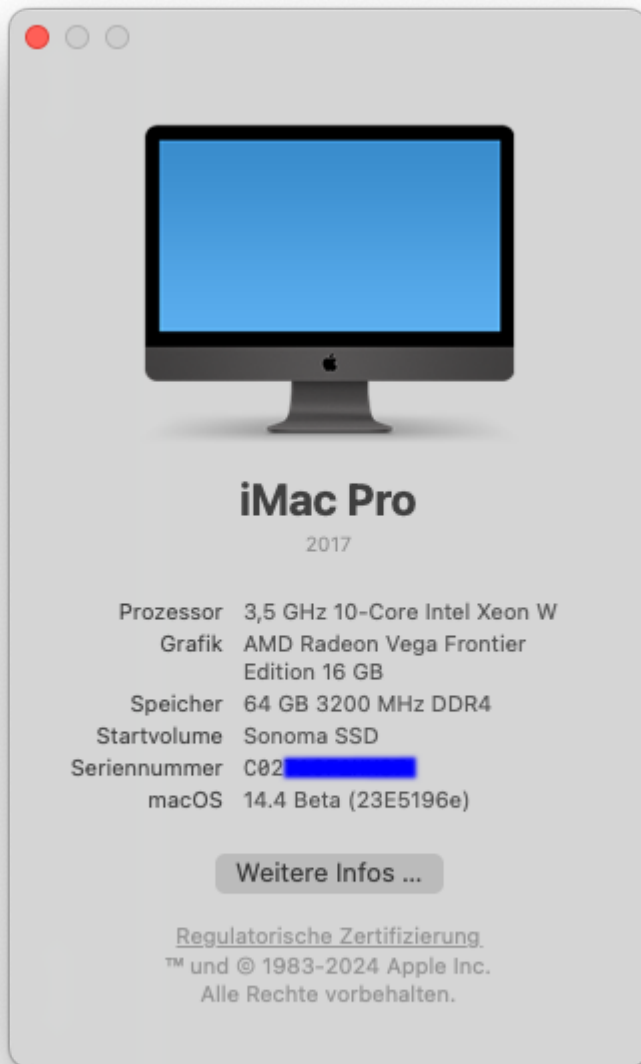 iMac Pro
2017
Prozessor 3,5 GHz 10-Core Intel Xeon W
Grafik AMD Radeon Vega Frontier
Edition 16 GB
Speicher 64 GB 3200 MHz DDR4
Startvolume Sonoma SSD
Seriennummer C02
macOS 14.4 Beta (23E5196e)
Weitere Infos ...
Regulatorische Zertifizierung
™ und © 1983-2024 Apple Inc.
Alle Rechte vorbehalten.